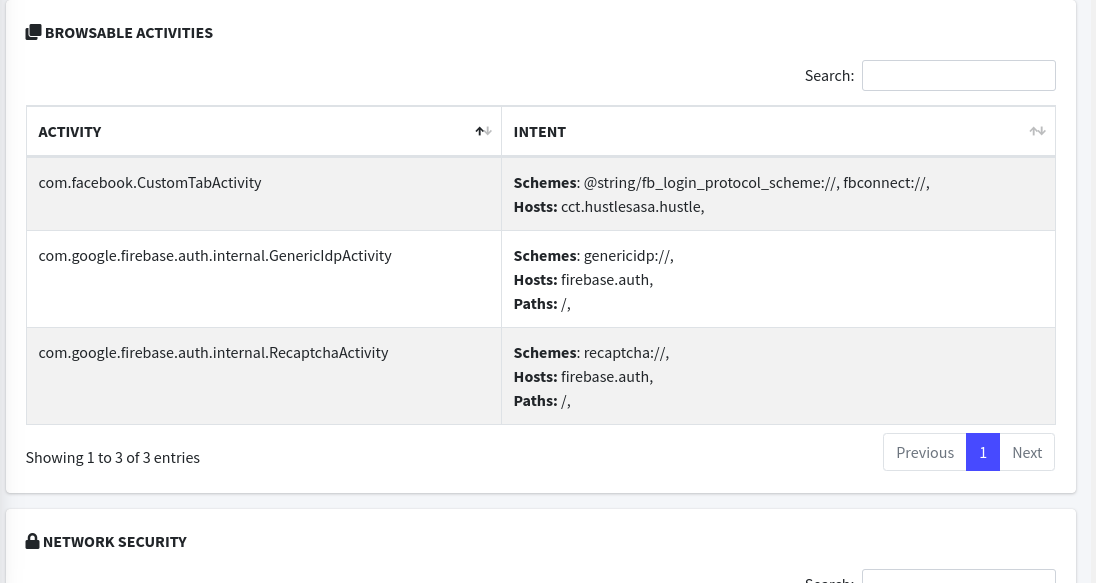 BROWSABLE ACTIVITIES
Search:
ACTIVITY INTENT
com.facebook.CustomTabActivity Schemes: @string/fb_login_protocol_scheme://, fbconnect://,
Hosts: cct.hustlesasa.hustle,
com.google.firebase.auth.internal.GenericIdpActivity Schemes: genericidp://,
Hosts: firebase.auth,
Paths: /,
com.google.firebase.auth.internal.RecaptchaActivity Schemes: recaptcha://,
Hosts: firebase.auth,
Paths: /,
Showing 1 to 3 of 3 entries Previous 1 Next
NETWORK SECURITY
Search: